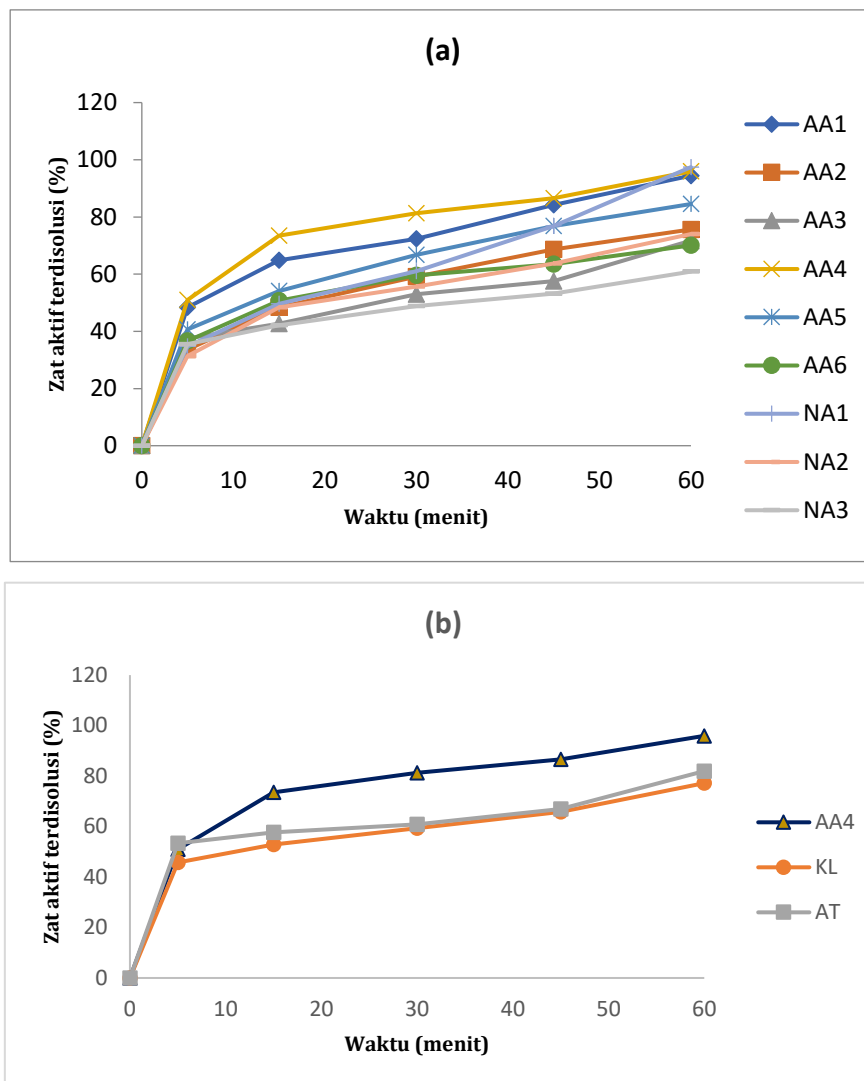 (a)
Zat aktif terdisolusi (%)
120
100
80
60
40
20
0
0 10 20 30 40 50 60
Waktu (menit)
AA1
AA2
AA3
AA4
AA5
AA6
NA1
NA2
NA3
(b)
Zat aktif terdisolusi (%)
120
100
80
60
40
20
0
0 10 20 30 40 50 60
Waktu (menit)
AA4
KL
AT